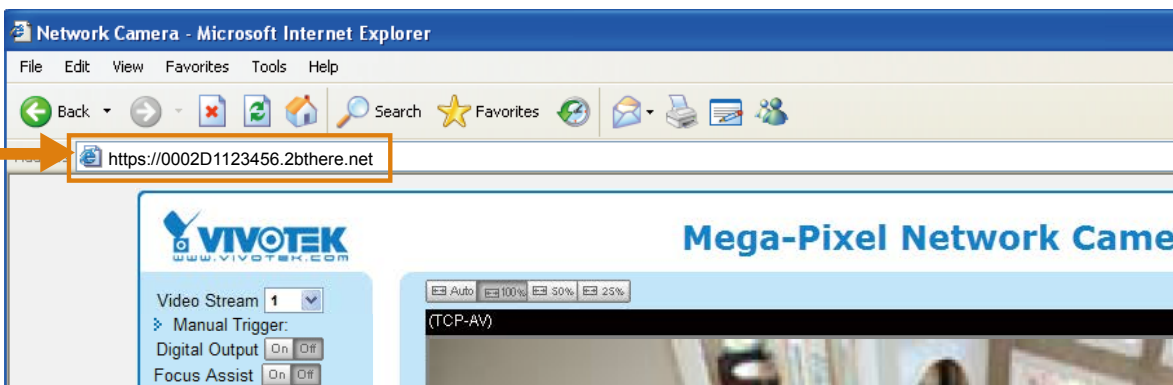 Network Camera - Microsoft Internet Explorer
File Edit View Favorites Tools Help
Back Search Favorites
https://0002D1123456.2bthere.net
VIVOTEK
www.vivotek.com
Mega-Pixel Network Came
Video Stream 1
Auto 100% 50% 25%
Manual Trigger:
(TCP-AV)
Digital Output On Off
Focus Assist On Off